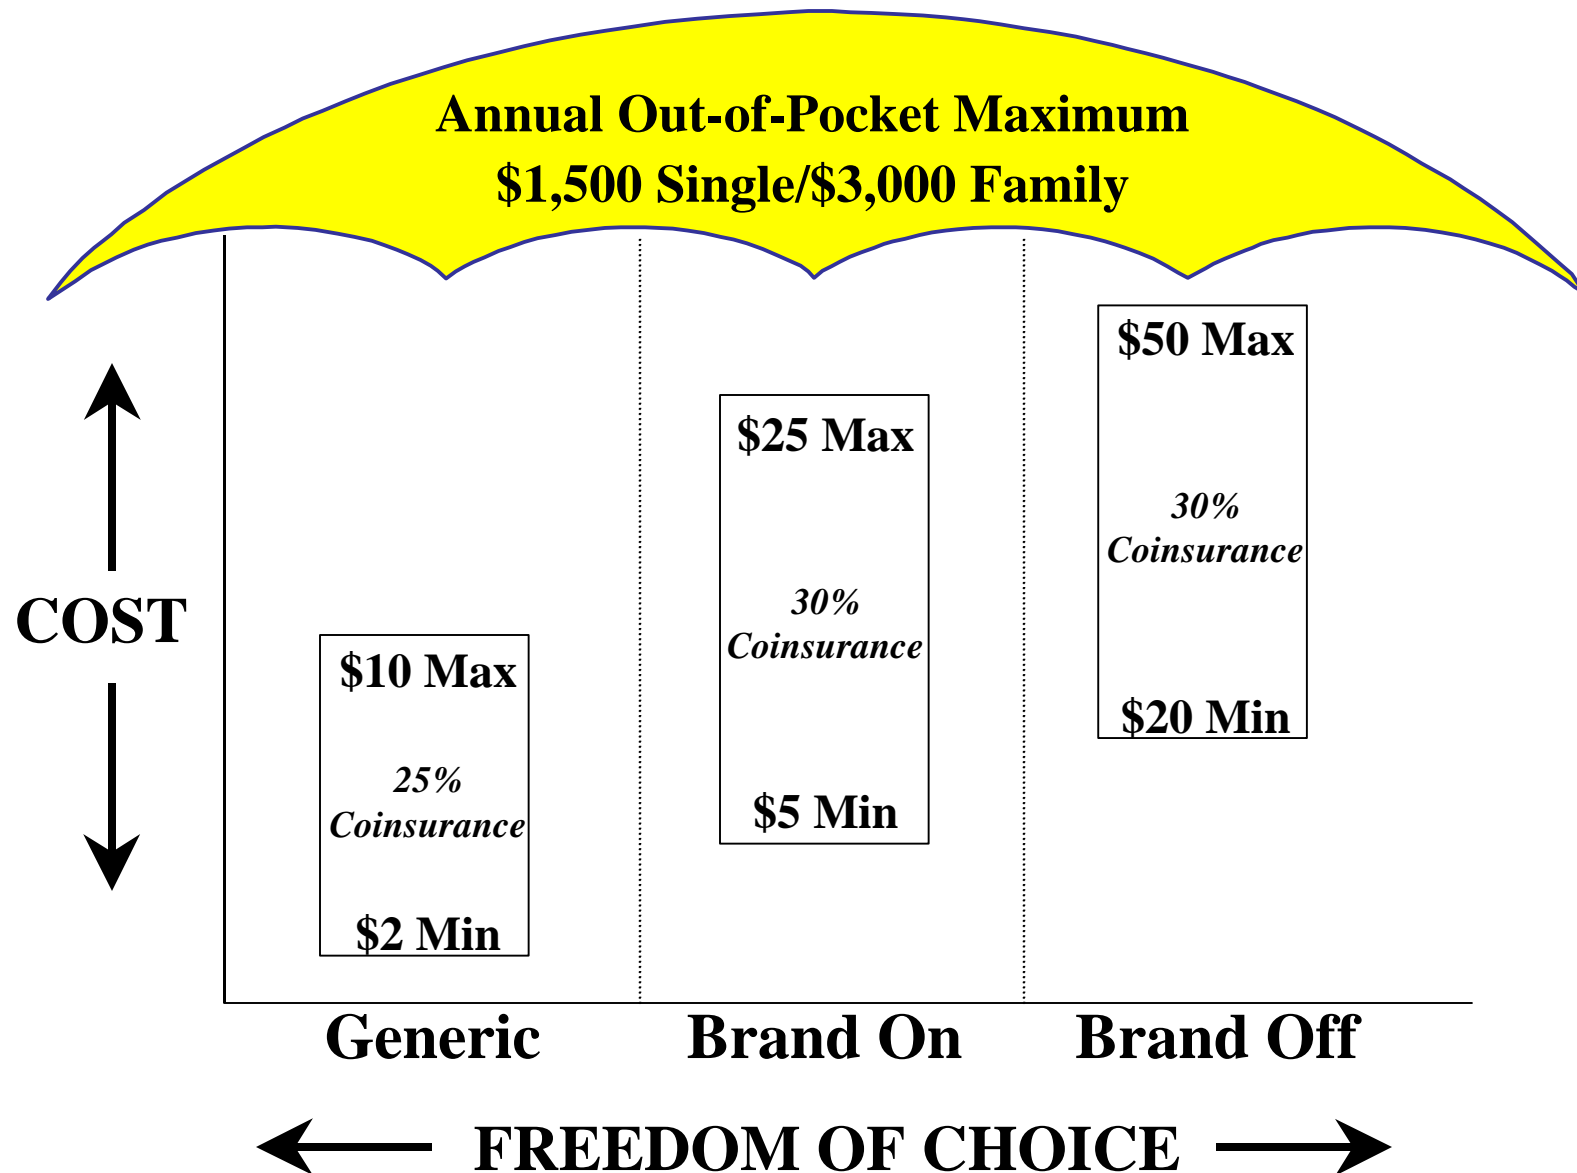 Annual Out-of-Pocket Maximum
$1,500 Single/$3,000 Family
COST
$10 Max
25%
Coinsurance
$2 Min
$25 Max
30%
Coinsurance
$5 Min
$50 Max
30%
Coinsurance
$20 Min
Generic
Brand On
Brand Off
FREEDOM OF CHOICE